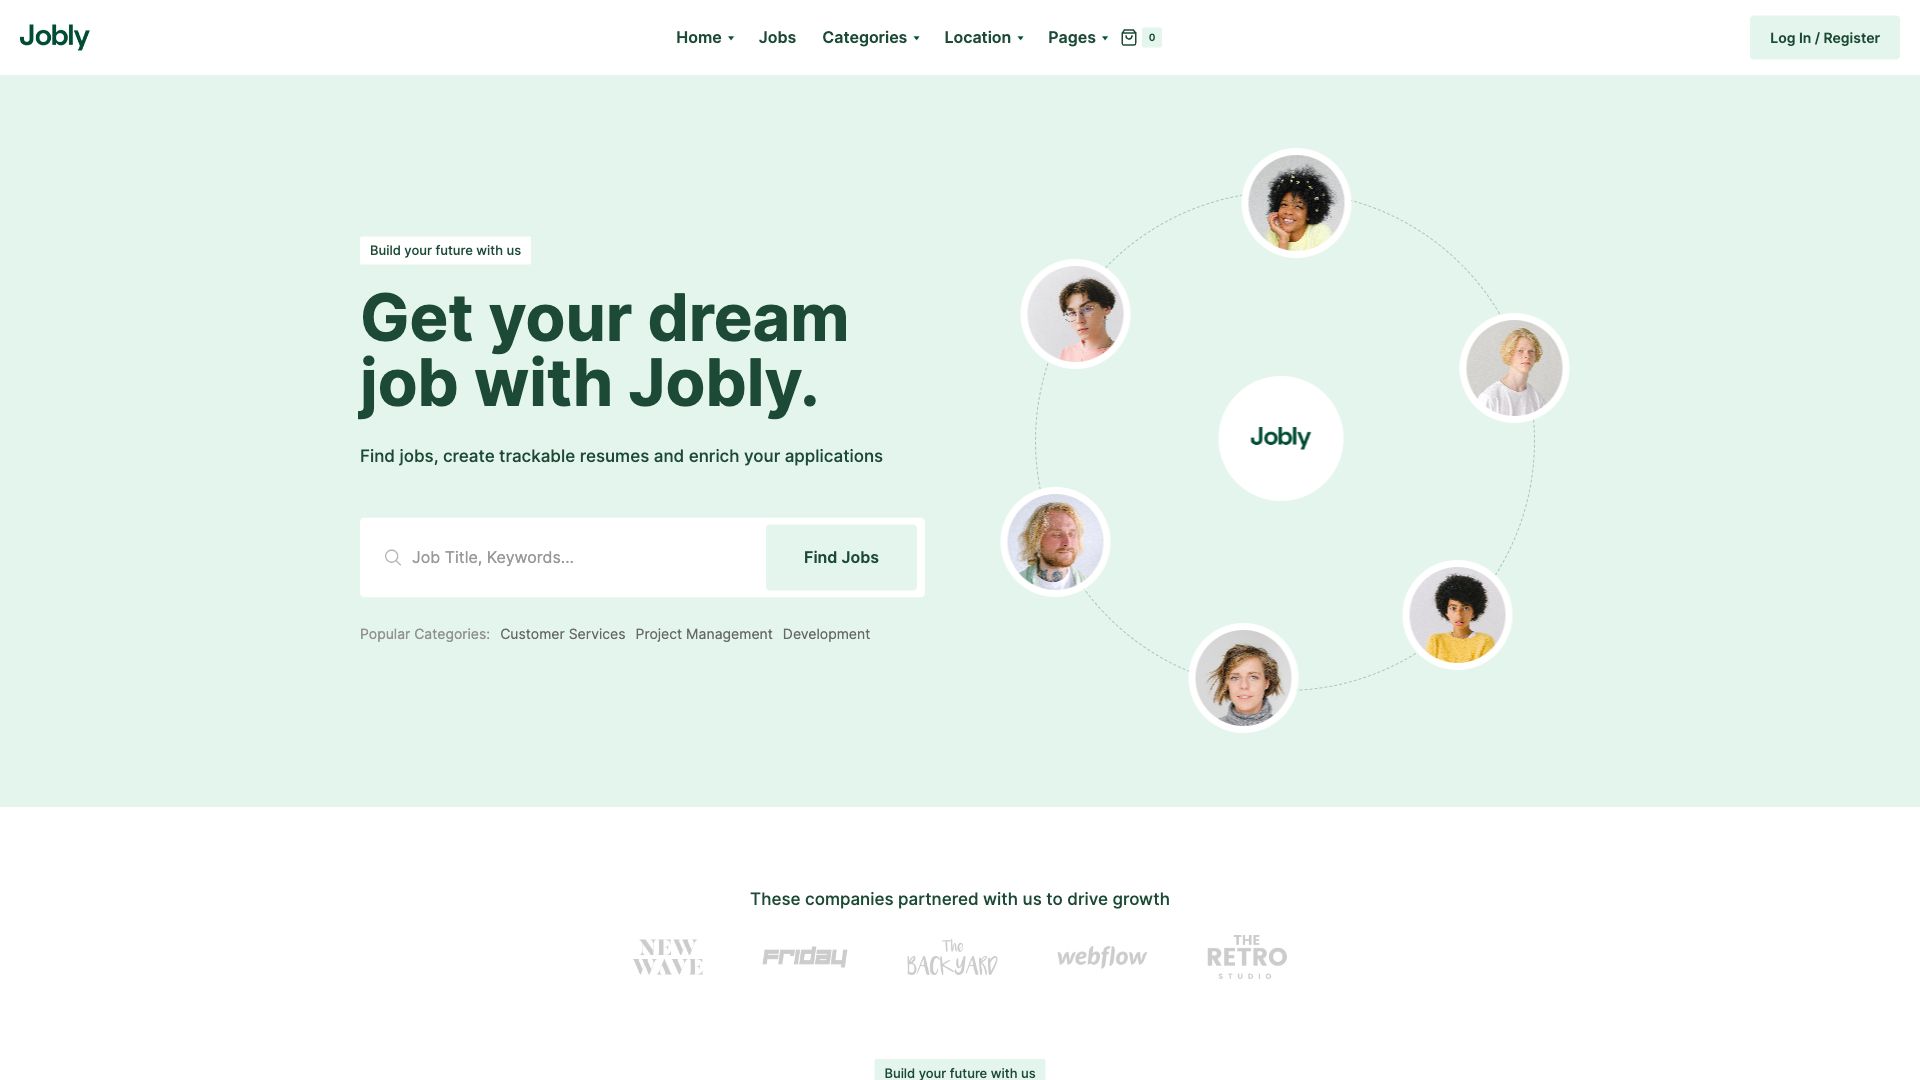 Jobly
Home Jobs Categories Location Pages 0
Log In / Register
Build your future with us
Get your dream
job with Jobly.
Find jobs, create trackable resumes and enrich your applications
Job Title, Keywords...
Find Jobs
Popular Categories: Customer Services Project Management Development
Jobly
These companies partnered with us to drive growth
NEW
WAVE
FRIDAY
The
BACKYARD
webflow
THE
RETRO
STUDIO
Build your future with us